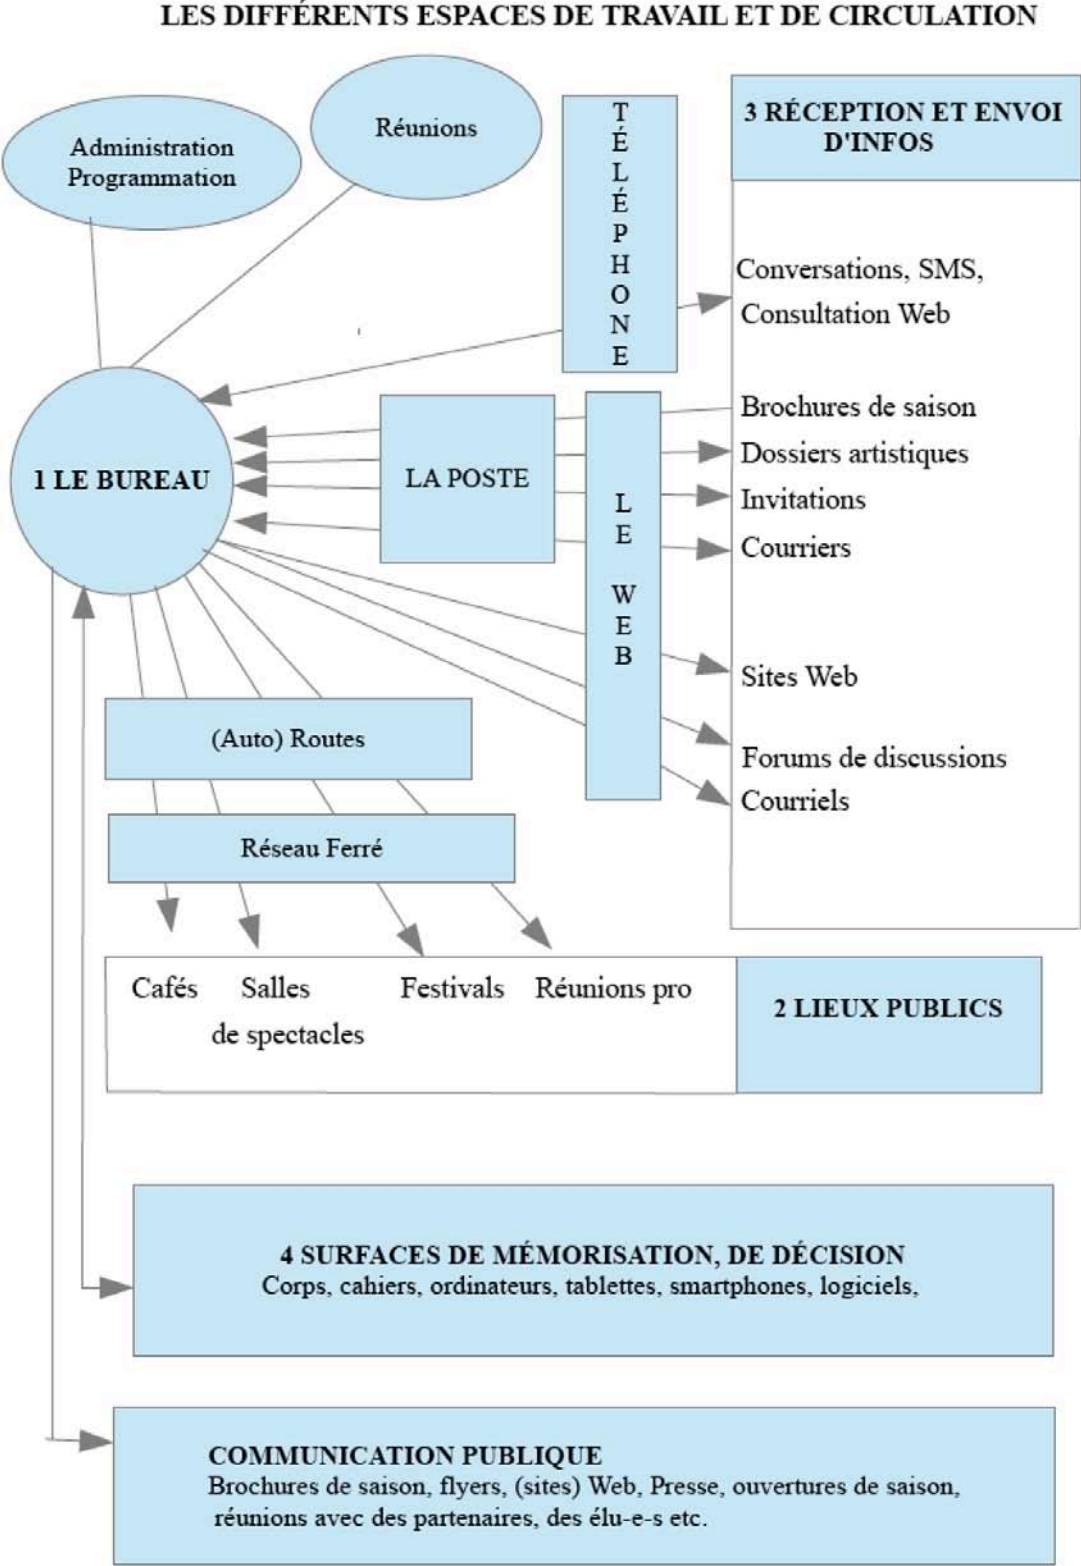 LES DIFFÉRENTS ESPACES DE TRAVAIL ET DE CIRCULATION
Administration
Programmation
Réunions
TÉLÉPHONE
3 RÉCEPTION ET ENVOI
D'INFOS
Conversations, SMS,
Consultation Web
1 LE BUREAU
LA POSTE
LE WEB
Brochures de saison
Dossiers artistiques
Invitations
Courriers
Sites Web
Forums de discussions
Courriels
(Auto) Routes
Réseau Ferré
Cafés Salles Festivals Réunions pro
de spectacles
2 LIEUX PUBLICS
4 SURFACES DE MÉMORISATION, DE DÉCISION
Corps, cahiers, ordinateurs, tablettes, smartphones, logiciels,
COMMUNICATION PUBLIQUE
Brochures de saison, flyers, (sites) Web, Presse, ouvertures de saison,
réunions avec des partenaires, des élu-e-s etc.